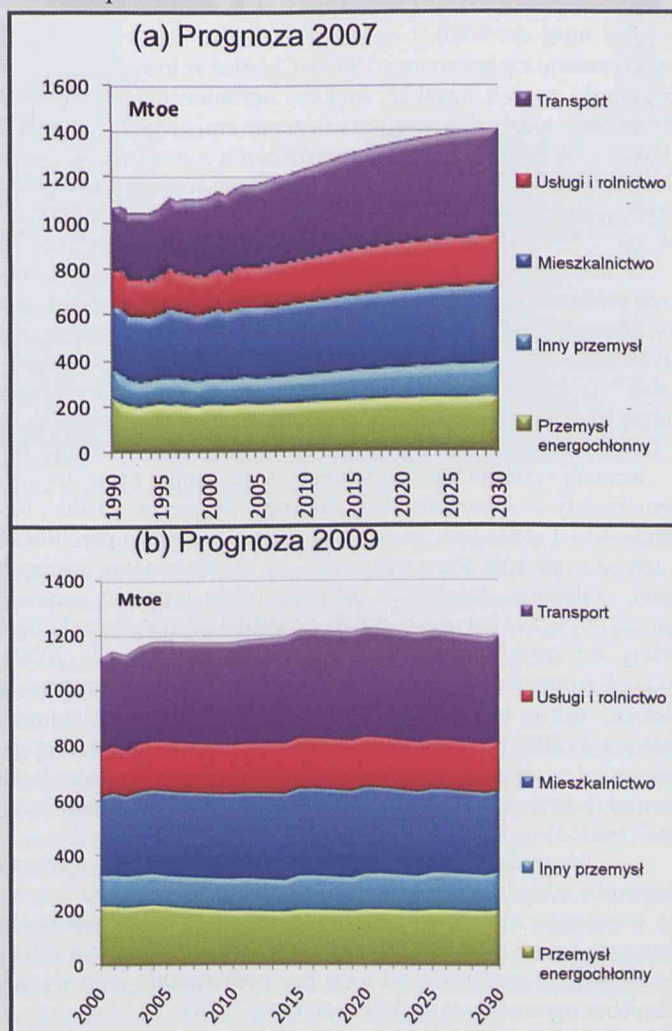 (a) Prognoza 2007
1600
Mtoe
1400
1200
1000
800
600
400
200
0
1990
1995
2000
2005
2010
2015
2020
2025
2030
Transport
Usługi i rolnictwo
Mieszkalnictwo
Inny przemysł
Przemysł
energochłonny
(b) Prognoza 2009
1400
Mtoe
1200
1000
800
600
400
200
0
2000
2005
2010
2015
2020
2025
2030
Transport
Usługi i rolnictwo
Mieszkalnictwo
Inny przemysł
Przemysł
energochłonny